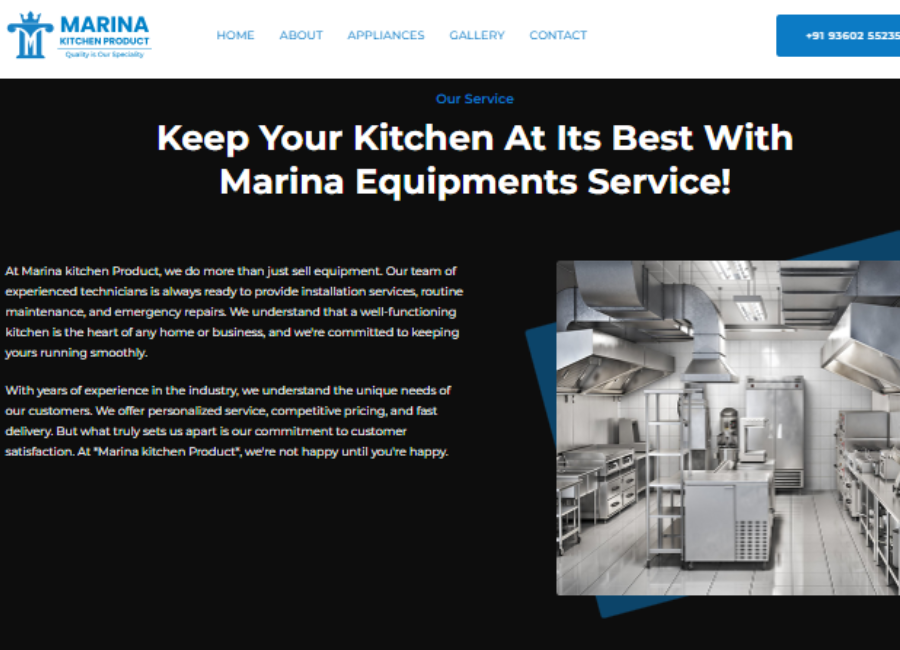 MARINA
KITCHEN PRODUCT
Quality is Our Speciality
HOME ABOUT APPLIANCES GALLERY CONTACT
+91 93602 55235
Our Service
Keep Your Kitchen At Its Best With
Marina Equipments Service!
At Marina kitchen Product, we do more than just sell equipment. Our team of
experienced technicians is always ready to provide installation services, routine
maintenance, and emergency repairs. We understand that a well-functioning
kitchen is the heart of any home or business, and we're committed to keeping
yours running smoothly.
With years of experience in the industry, we understand the unique needs of
our customers. We offer personalized service, competitive pricing, and fast
delivery. But what truly sets us apart is our commitment to customer
satisfaction. At "Marina kitchen Product", we're not happy until you're happy.